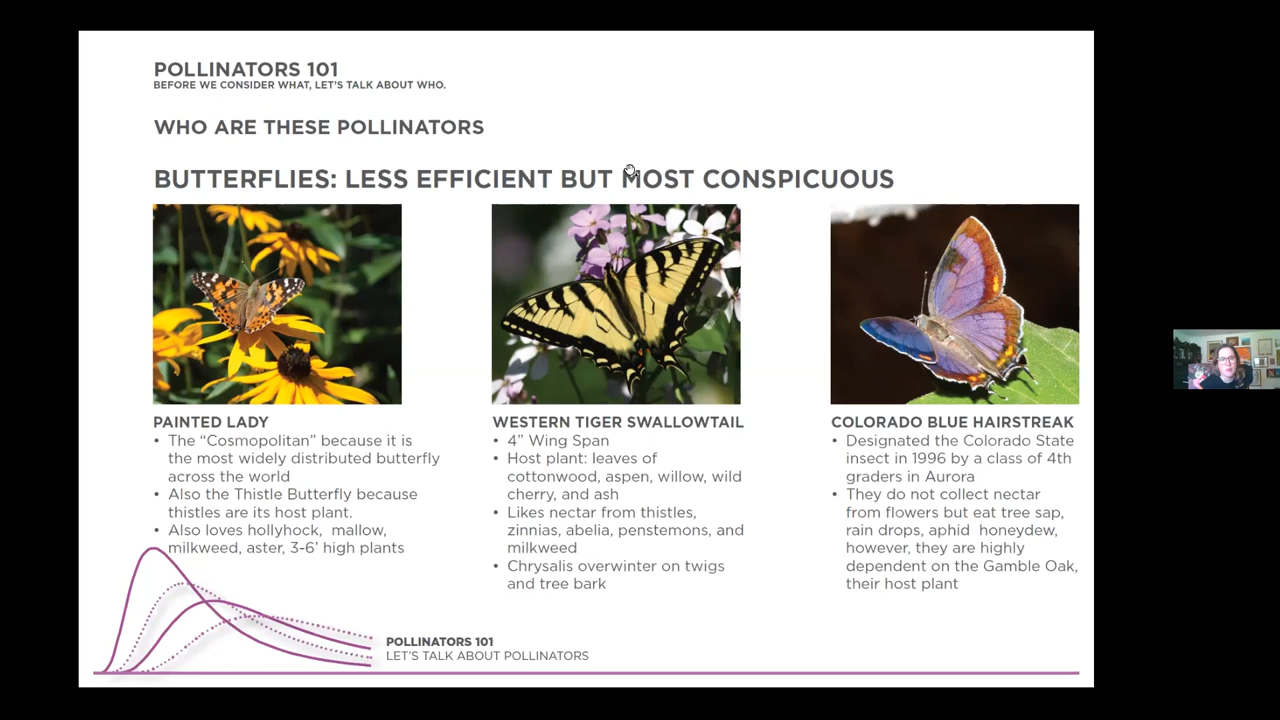 POLLINATORS 101
BEFORE WE CONSIDER WHAT, LET'S TALK ABOUT WHO.
WHO ARE THESE POLLINATORS
BUTTERFLIES: LESS EFFICIENT BUT MOST CONSPICUOUS
PAINTED LADY
• The “Cosmopolitan” because it is
the most widely distributed butterfly
across the world
• Also the Thistle Butterfly because
thistles are its host plant.
• Also loves hollyhock, mallow,
milkweed, aster, 3-6’ high plants
WESTERN TIGER SWALLOWTAIL
• 4” Wing Span
• Host plant: leaves of
cottonwood, aspen, willow, wild
cherry, and ash
• Likes nectar from thistles,
zinnias, abelia, penstemons, and
milkweed
• Chrysalis overwinter on twigs
and tree bark
COLORADO BLUE HAIRSTREAK
• Designated the Colorado State
insect in 1996 by a class of 4th
graders in Aurora
• They do not collect nectar
from flowers but eat tree sap,
rain drops, aphid honeydew,
however, they are highly
dependent on the Gamble Oak,
their host plant
POLLINATORS 101
LET'S TALK ABOUT POLLINATORS